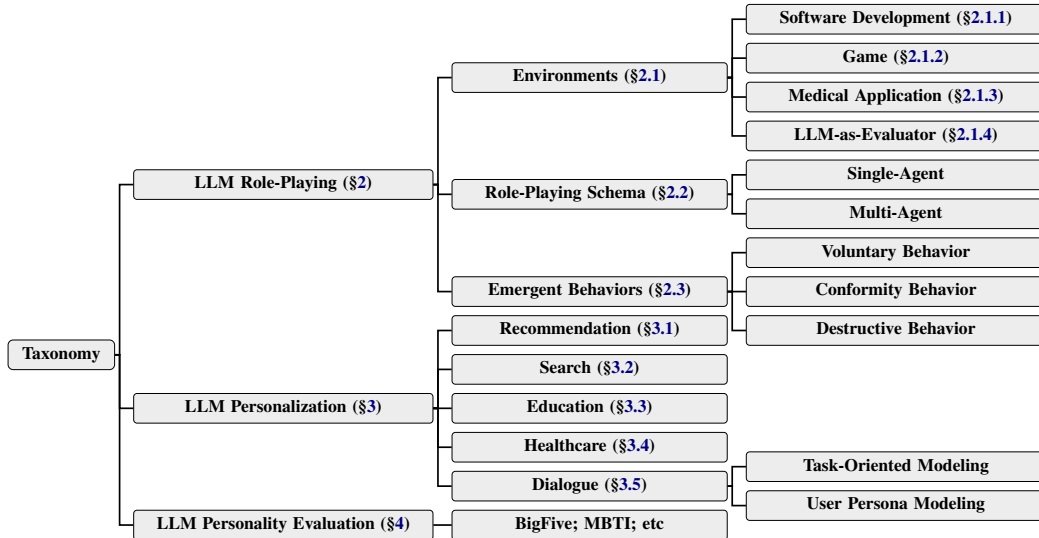 Taxonomy
LLM Role-Playing (§2)
Environments (§2.1)
Software Development (§2.1.1)
Game (§2.1.2)
Medical Application (§2.1.3)
LLM-as-Evaluator (§2.1.4)
Role-Playing Schema (§2.2)
Single-Agent
Multi-Agent
Emergent Behaviors (§2.3)
Voluntary Behavior
Conformity Behavior
Destructive Behavior
LLM Personalization (§3)
Recommendation (§3.1)
Search (§3.2)
Education (§3.3)
Healthcare (§3.4)
Dialogue (§3.5)
Task-Oriented Modeling
User Persona Modeling
LLM Personality Evaluation (§4)
BigFive; MBTI; etc